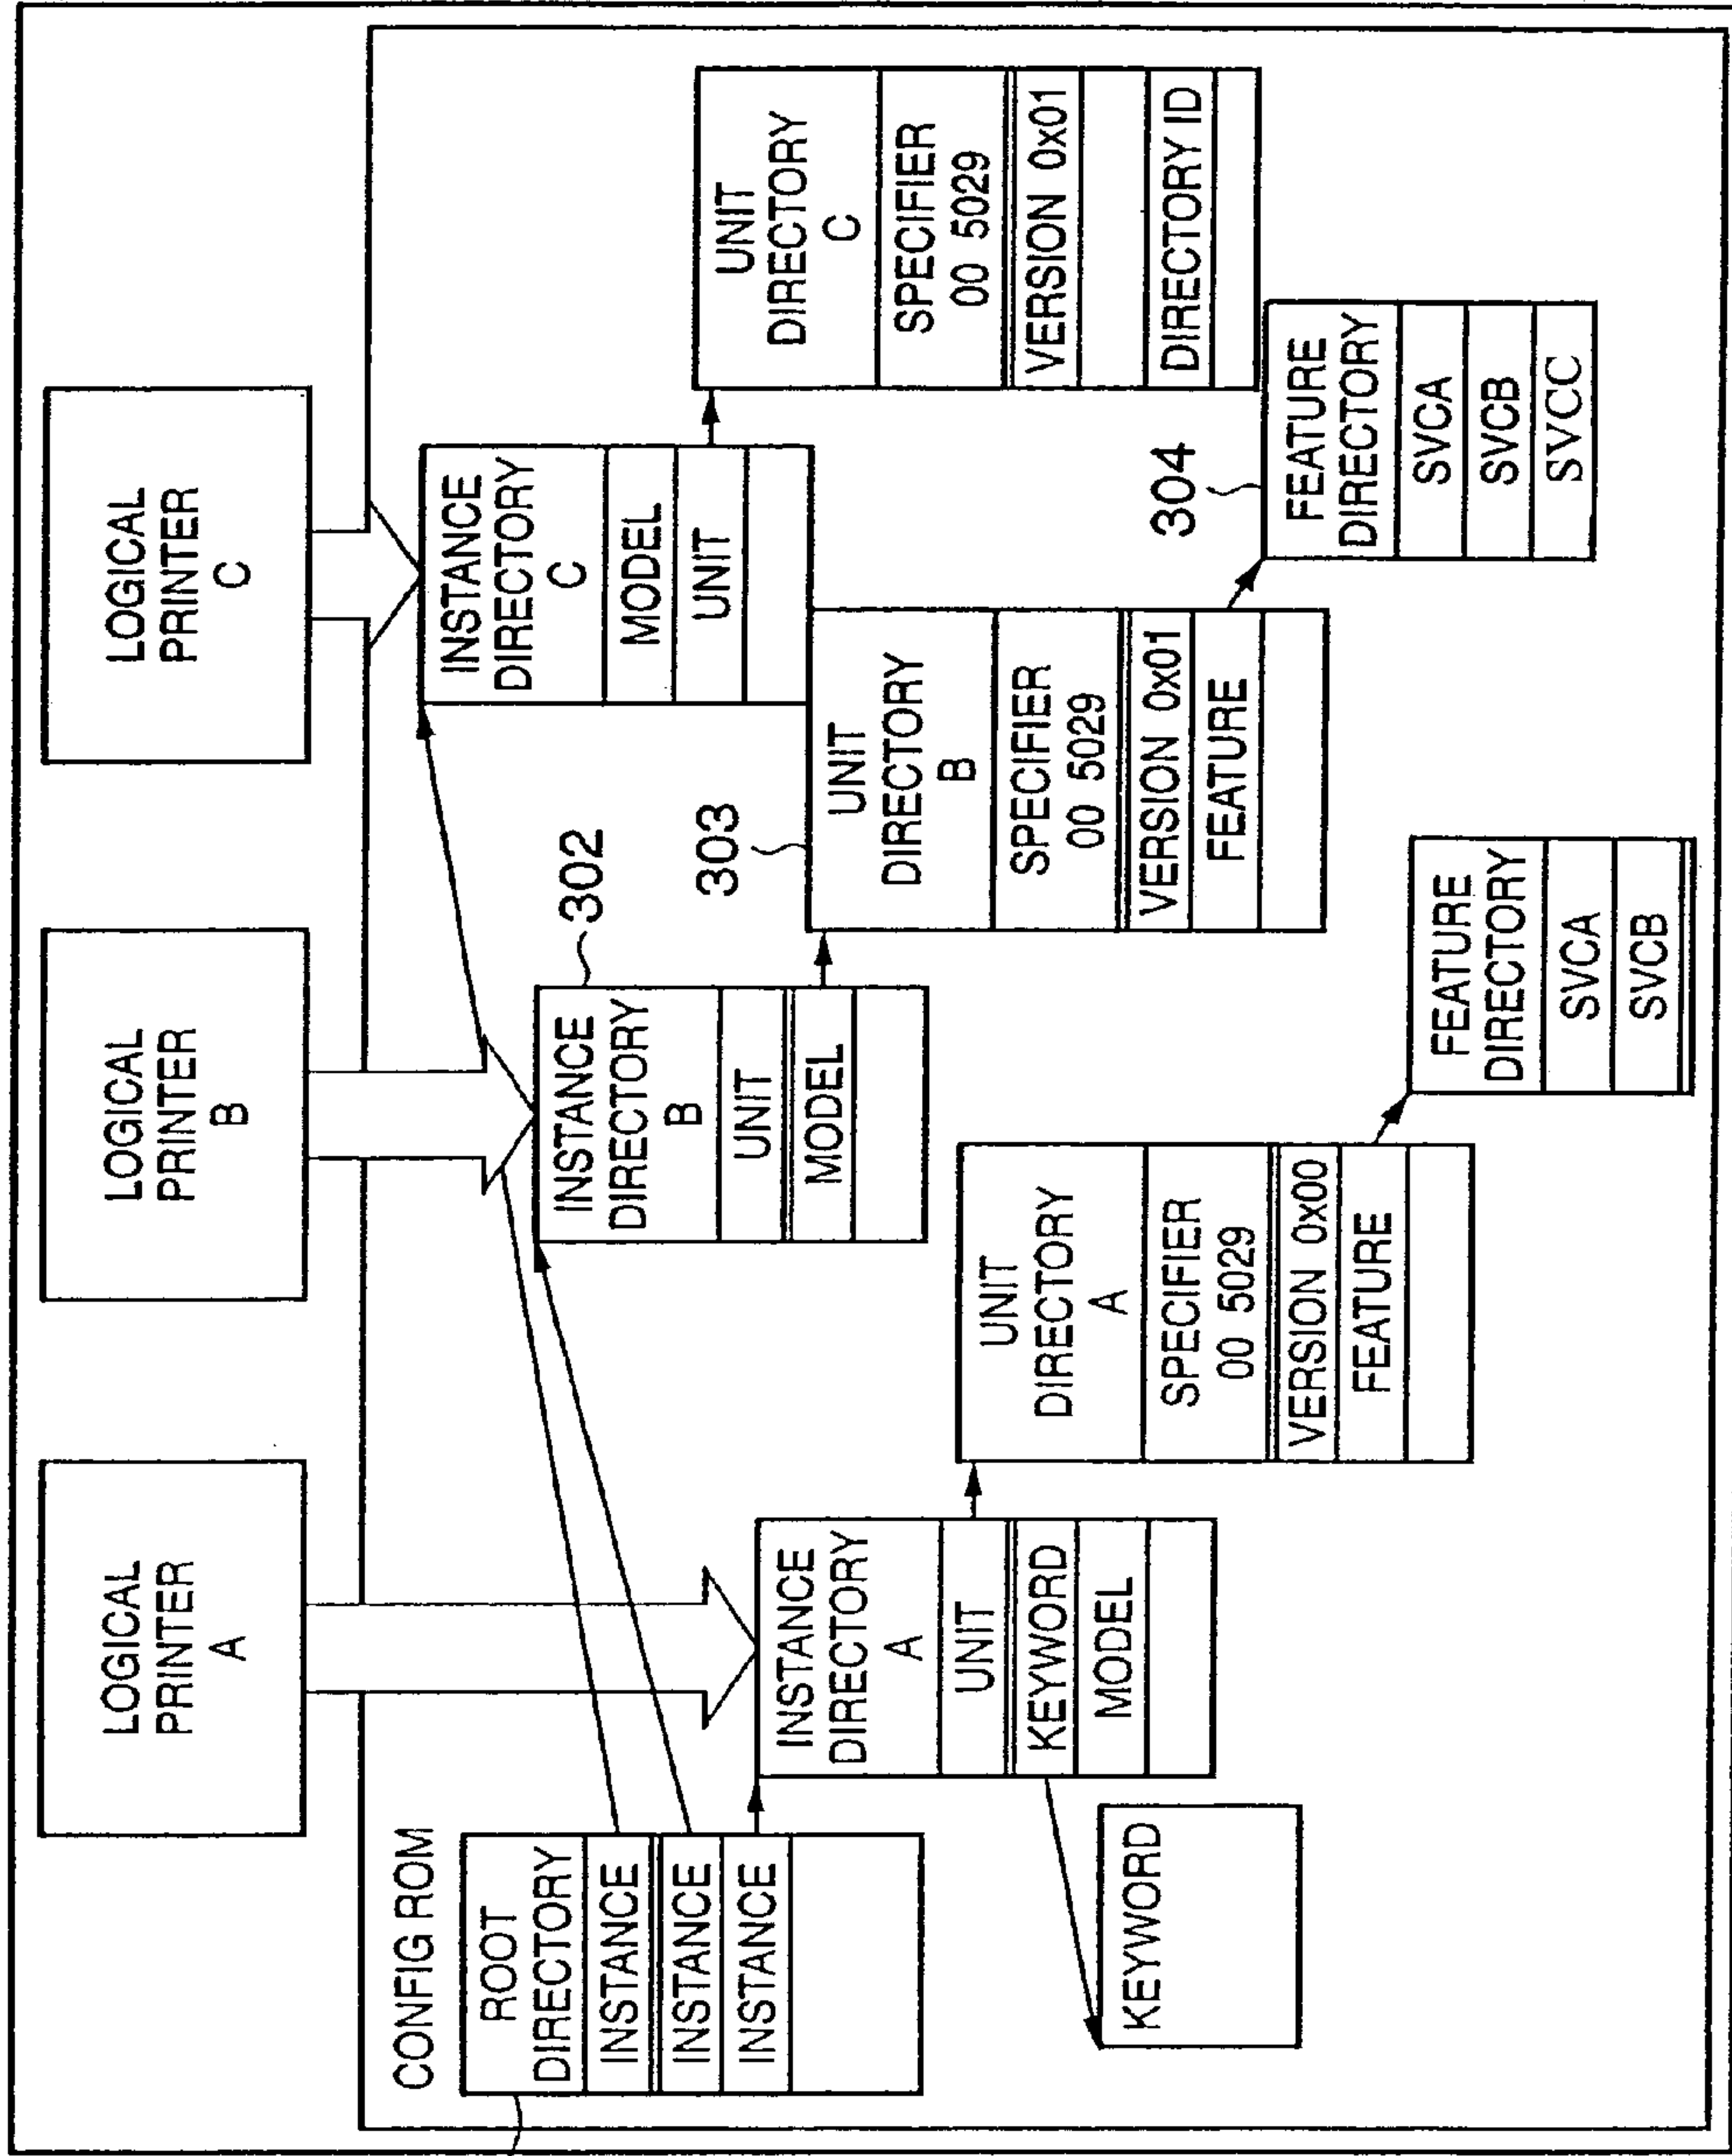 LOGICAL
PRINTER
A
LOGICAL
PRINTER
B
LOGICAL
PRINTER
C
CONFIG ROM
ROOT
DIRECTORY
INSTANCE
INSTANCE
INSTANCE
KEYWORD
INSTANCE
DIRECTORY
A
UNIT
KEYWORD
MODEL
UNIT
DIRECTORY
A
SPECIFIER
00 5029
VERSION 0x00
FEATURE
FEATURE
DIRECTORY
SVCA
SVCB
302
INSTANCE
DIRECTORY
B
UNIT
MODEL
303
UNIT
DIRECTORY
B
SPECIFIER
00 5029
VERSION 0x01
FEATURE
304
FEATURE
DIRECTORY
SVCA
SVCB
SVCC
INSTANCE
DIRECTORY
C
MODEL
UNIT
UNIT
DIRECTORY
C
SPECIFIER
00 5029
VERSION 0x01
DIRECTORY ID